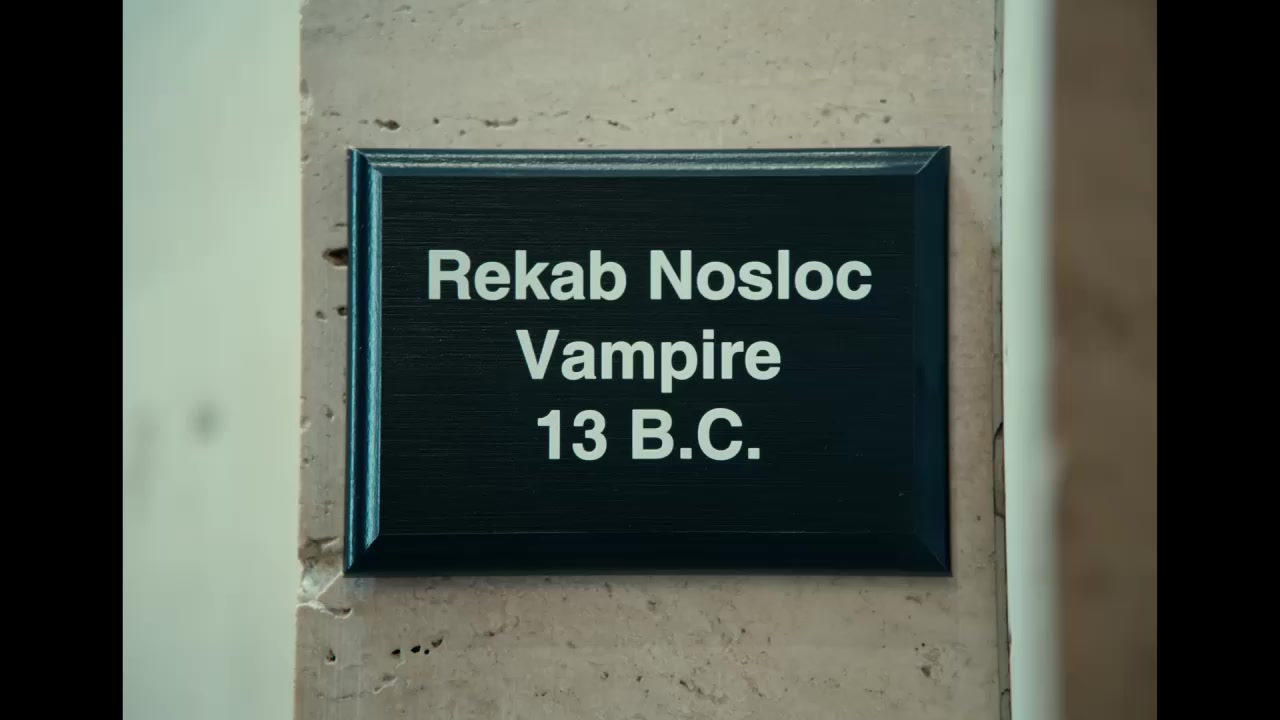 Rekab Nosloc
Vampire
13 B.C.